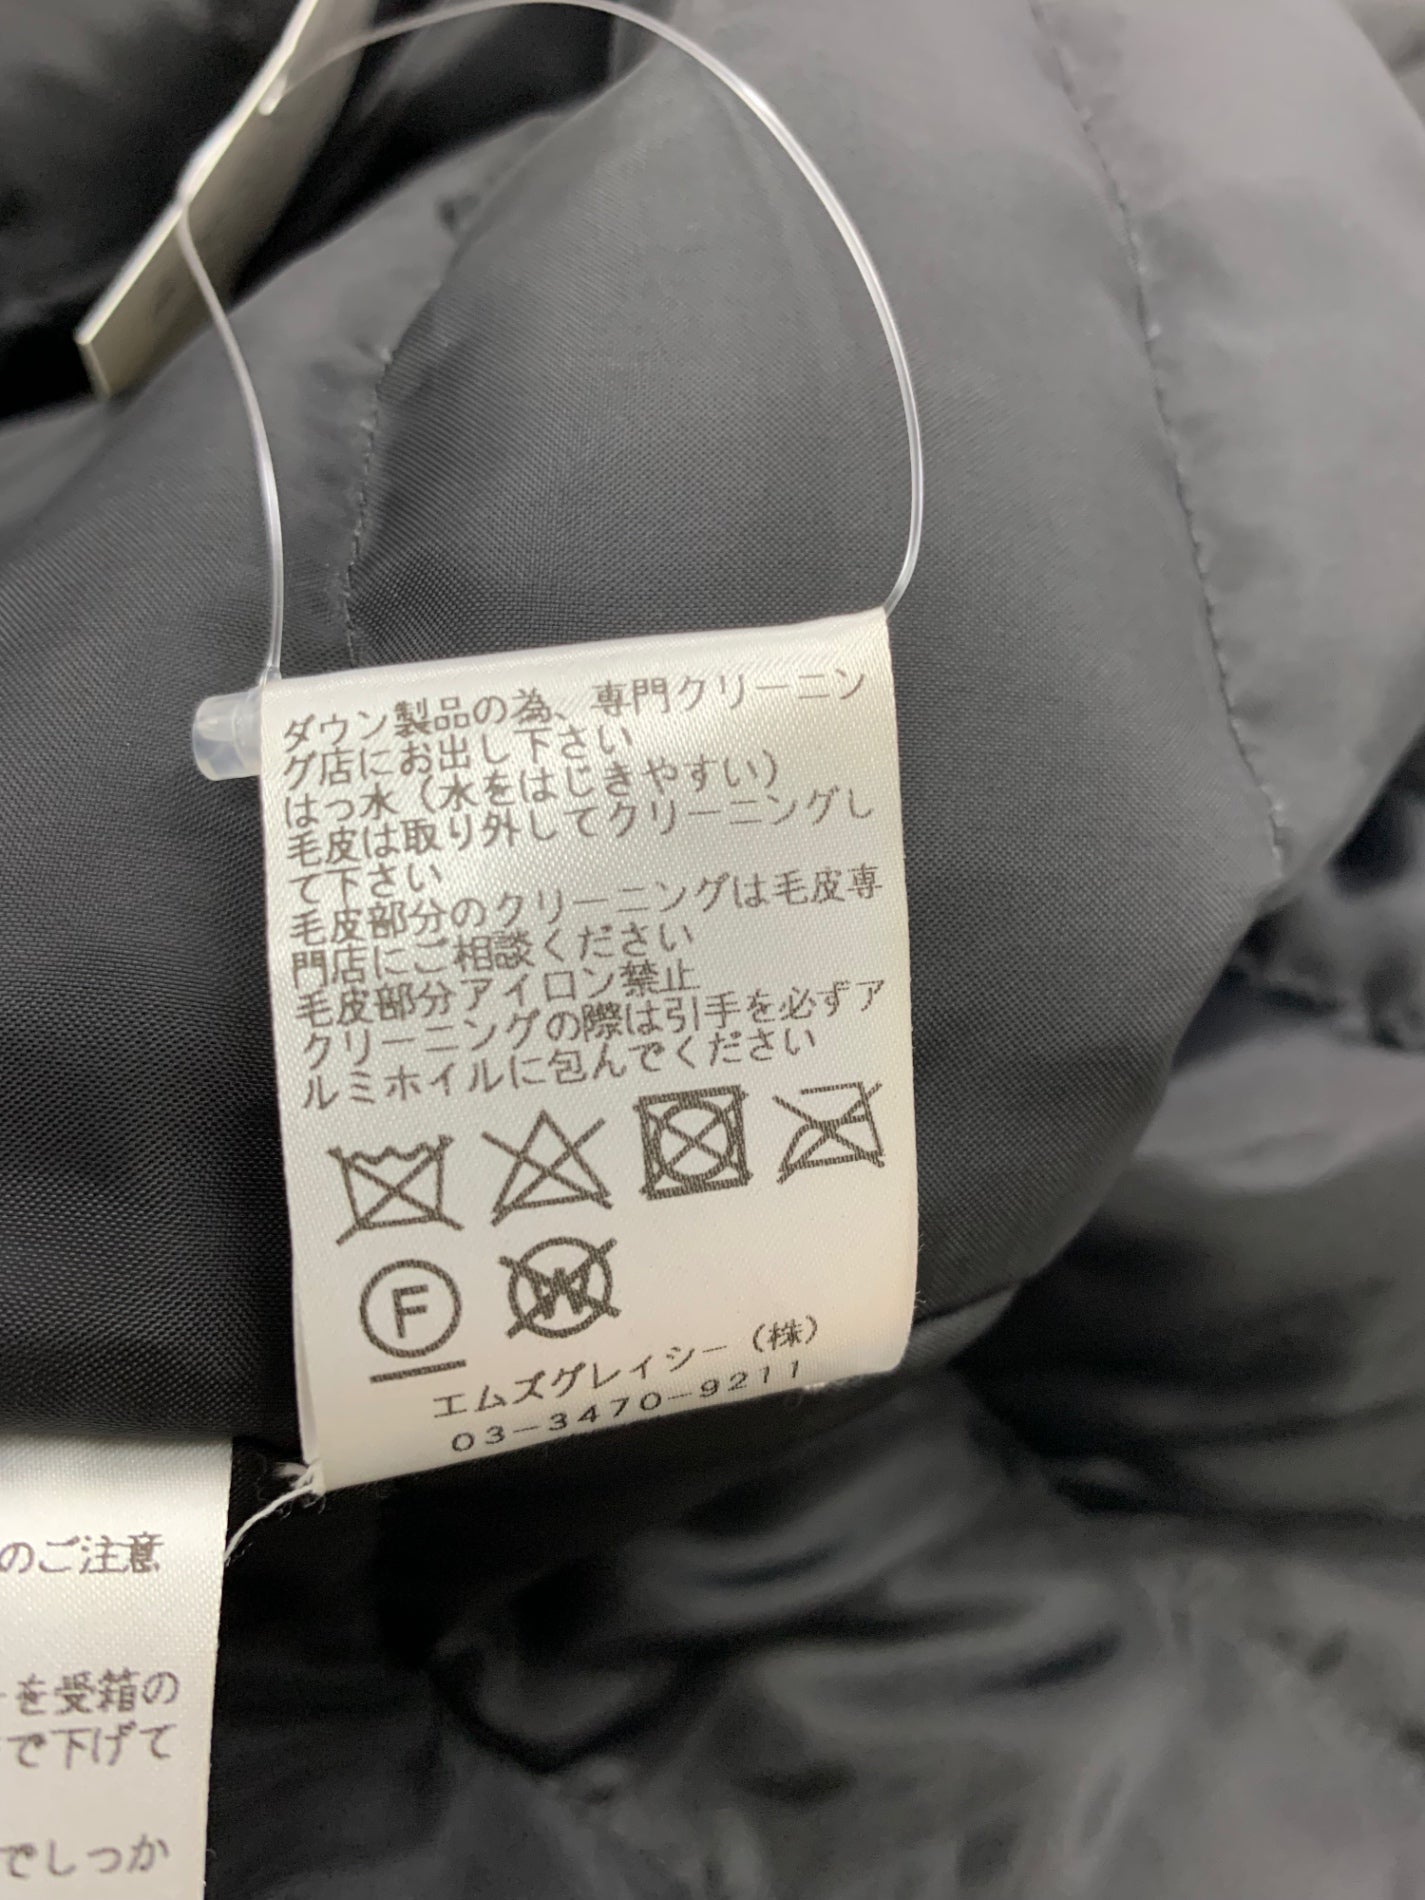 ダウン製品の為、専門クリーニン
グ店にお出し下さい
はっ水（水をはじきやすい）
毛皮は取り外してクリーニングし
て下さい
毛皮部分のクリーニングは毛皮専
門店にご相談ください
毛皮部分アイロン禁止
クリーニングの際は引手を必ずア
ルミホイルに包んでください
F
W
エムズグレイシー（株）
03-3470-9211
のご注意
を受箱の
で下げて
でしっか